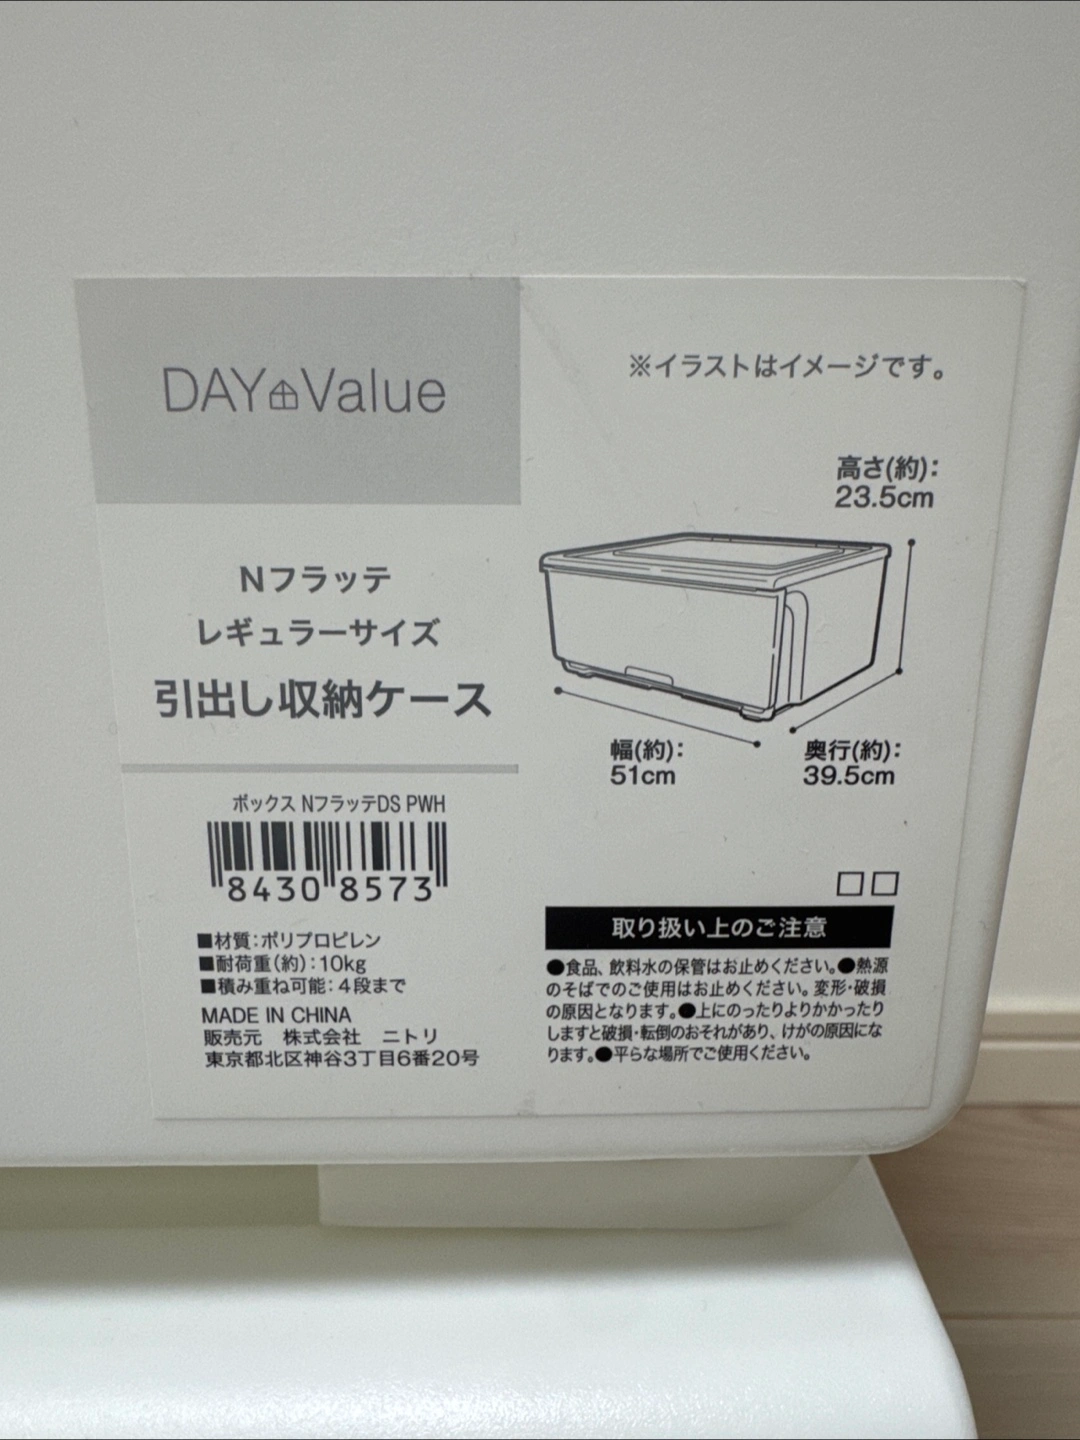 DAY Value
Nフラッテ
レギュラーサイズ
引出し収納ケース
ボックス NフラッテDS PWH
8430 8573
■材質:ポリプロピレン
■耐荷重(約):10kg
■積み重ね可能:4段まで
MADE IN CHINA
販売元 株式会社 ニトリ
東京都北区神谷3丁目6番20号
※イラストはイメージです。
高さ(約):
23.5cm
幅(約):
51cm
奥行(約):
39.5cm
□□
取り扱い上のご注意
●食品、飲料水の保管はお止めください。●熱源
のそばでのご使用はお止めください。変形・破損
の原因となります。●上にのったりよりかかったり
しますと破損・転倒のおそれがあり、けがの原因にな
ります。●平らな場所でご使用ください。